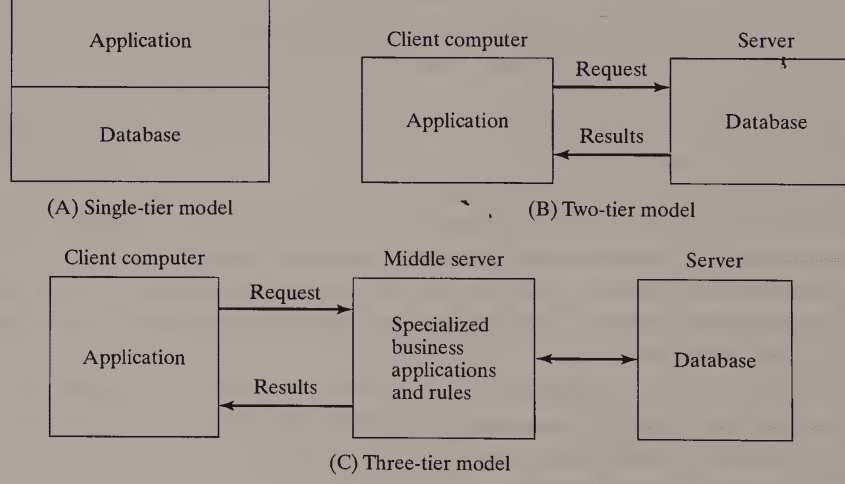 Application
Database
(A) Single-tier model
Client computer
Server
Request
Application
Database
Results
(B) Two-tier model
Client computer
Middle server
Server
Request
Application
Specialized
business
applications
and rules
Database
Results
(C) Three-tier model